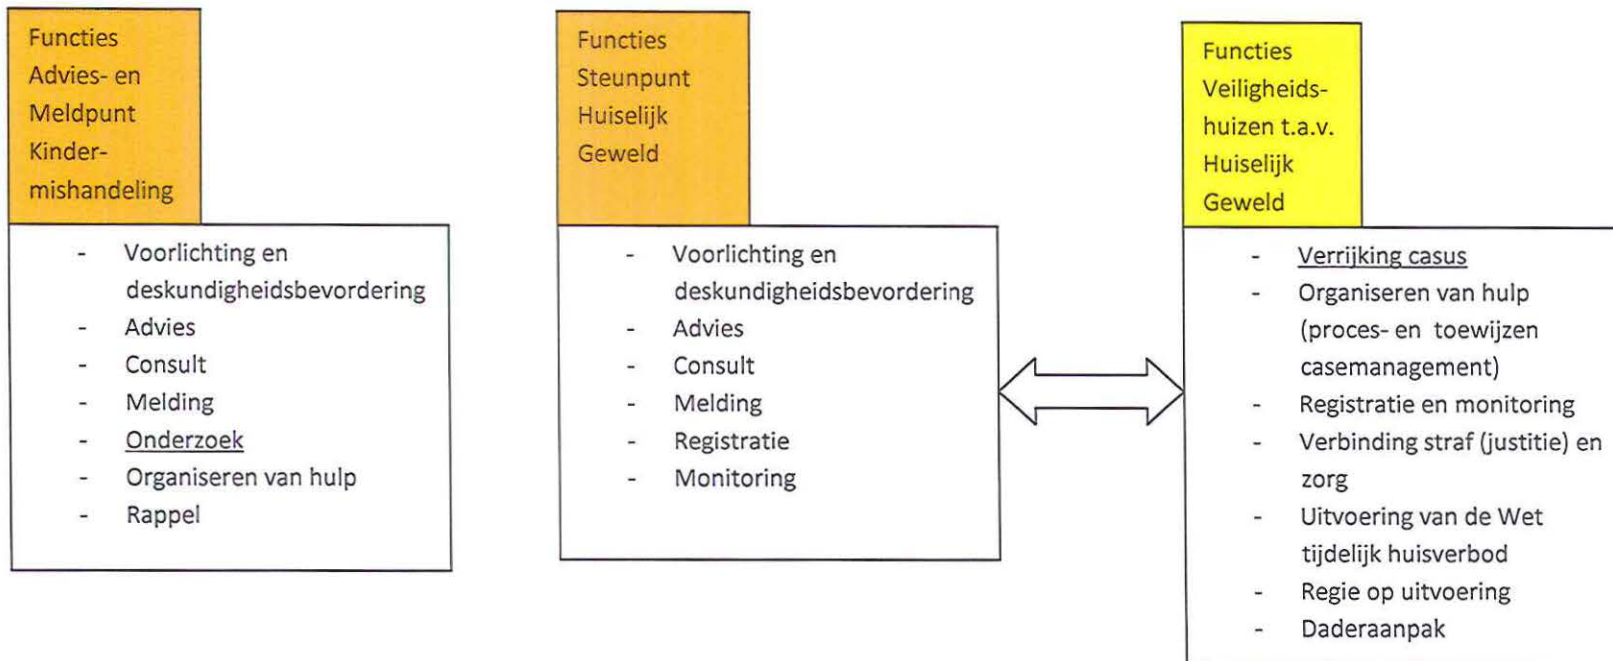 Functies
Advies- en
Meldpunt
Kinder-
mishandeling
- Voorlichting en
deskundigheidsbevordering
- Advies
- Consult
- Melding
- Onderzoek
- Organiseren van hulp
- Rappel
Functies
Steunpunt
Huiselijk
Geweld
- Voorlichting en
deskundigheidsbevordering
- Advies
- Consult
- Melding
- Registratie
- Monitoring
Functies
Veiligheids-
huizen t.a.v.
Huiselijk
Geweld
- Verrijking casus
- Organiseren van hulp
(proces- en toewijzen
casemanagement)
- Registratie en monitoring
- Verbinding straf (justitie) en
zorg
- Uitvoering van de Wet
tijdelijk huisverbod
- Regie op uitvoering
- Daderaanpak